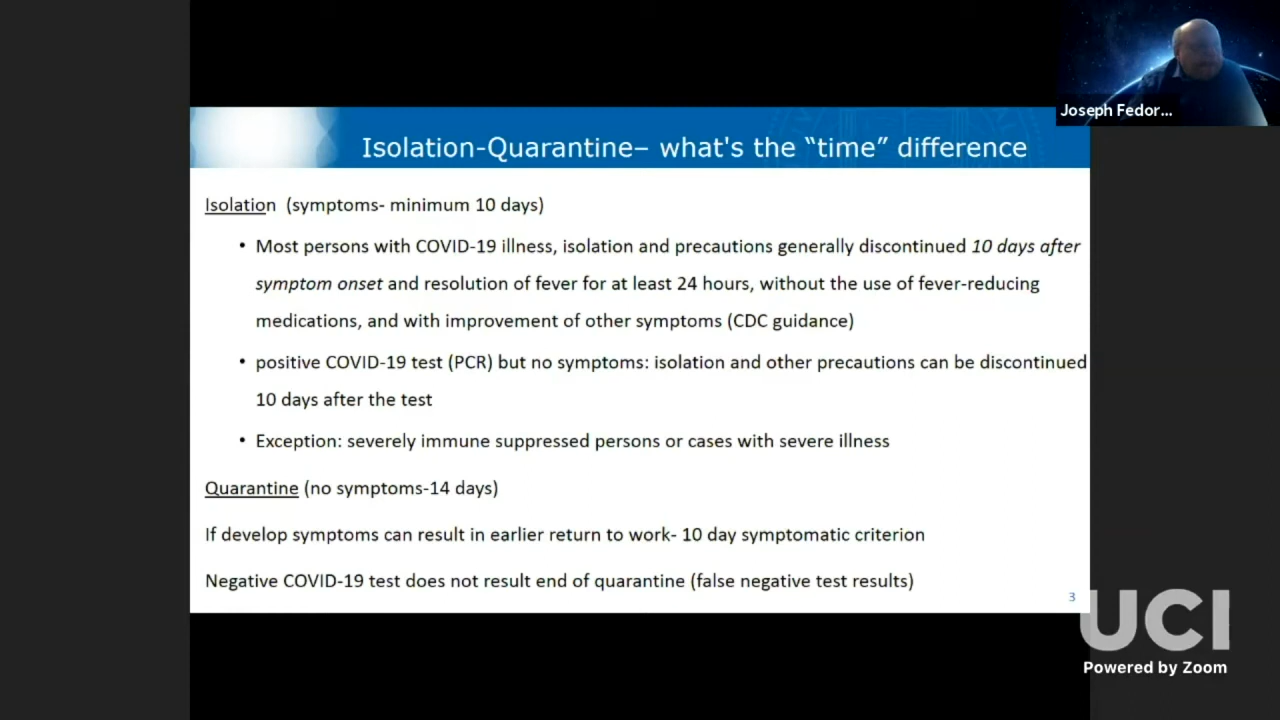 Joseph Fedor...
Isolation-Quarantine– what's the “time” difference
Isolation (symptoms- minimum 10 days)
• Most persons with COVID-19 illness, isolation and precautions generally discontinued 10 days after
symptom onset and resolution of fever for at least 24 hours, without the use of fever-reducing
medications, and with improvement of other symptoms (CDC guidance)
• positive COVID-19 test (PCR) but no symptoms: isolation and other precautions can be discontinued
10 days after the test
• Exception: severely immune suppressed persons or cases with severe illness
Quarantine (no symptoms-14 days)
If develop symptoms can result in earlier return to work- 10 day symptomatic criterion
Negative COVID-19 test does not result end of quarantine (false negative test results)
3
UCI
Powered by Zoom